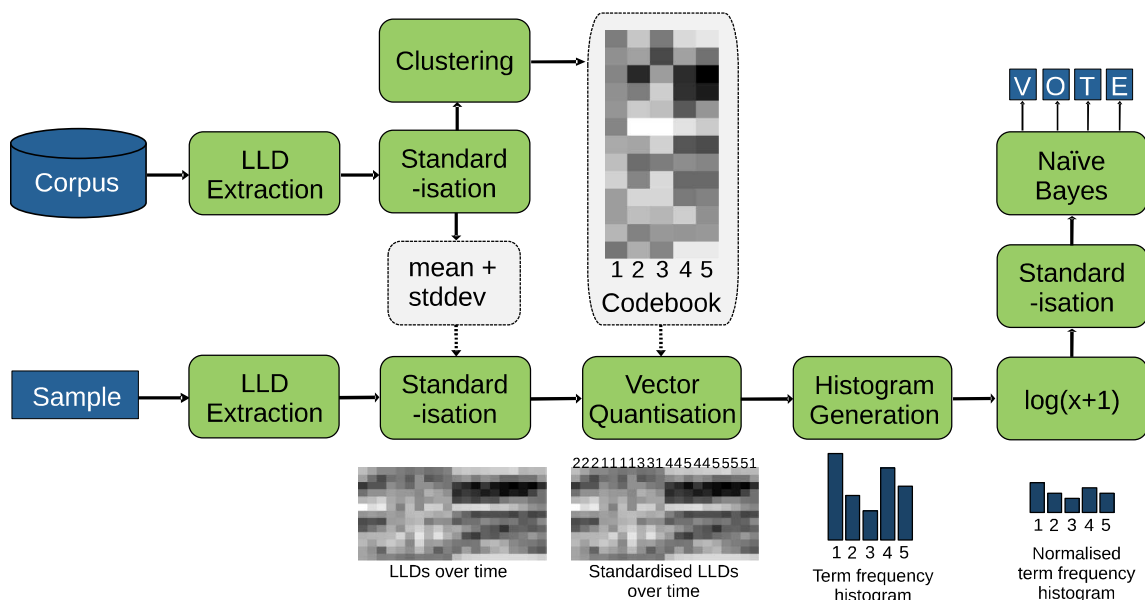 Clustering
V O T E
Corpus
LLD
Extraction
Standard
-isation
Naïve
Bayes
mean +
stddev
1 2 3 4 5
Codebook
Standard
-isation
Sample
LLD
Extraction
Standard
-isation
Vector
Quantisation
Histogram
Generation
log(x+1)
22211113314454455551
LLDs over time
Standardised LLDs
over time
1 2 3 4 5
Term frequency
histogram
1 2 3 4 5
Normalised
term frequency
histogram